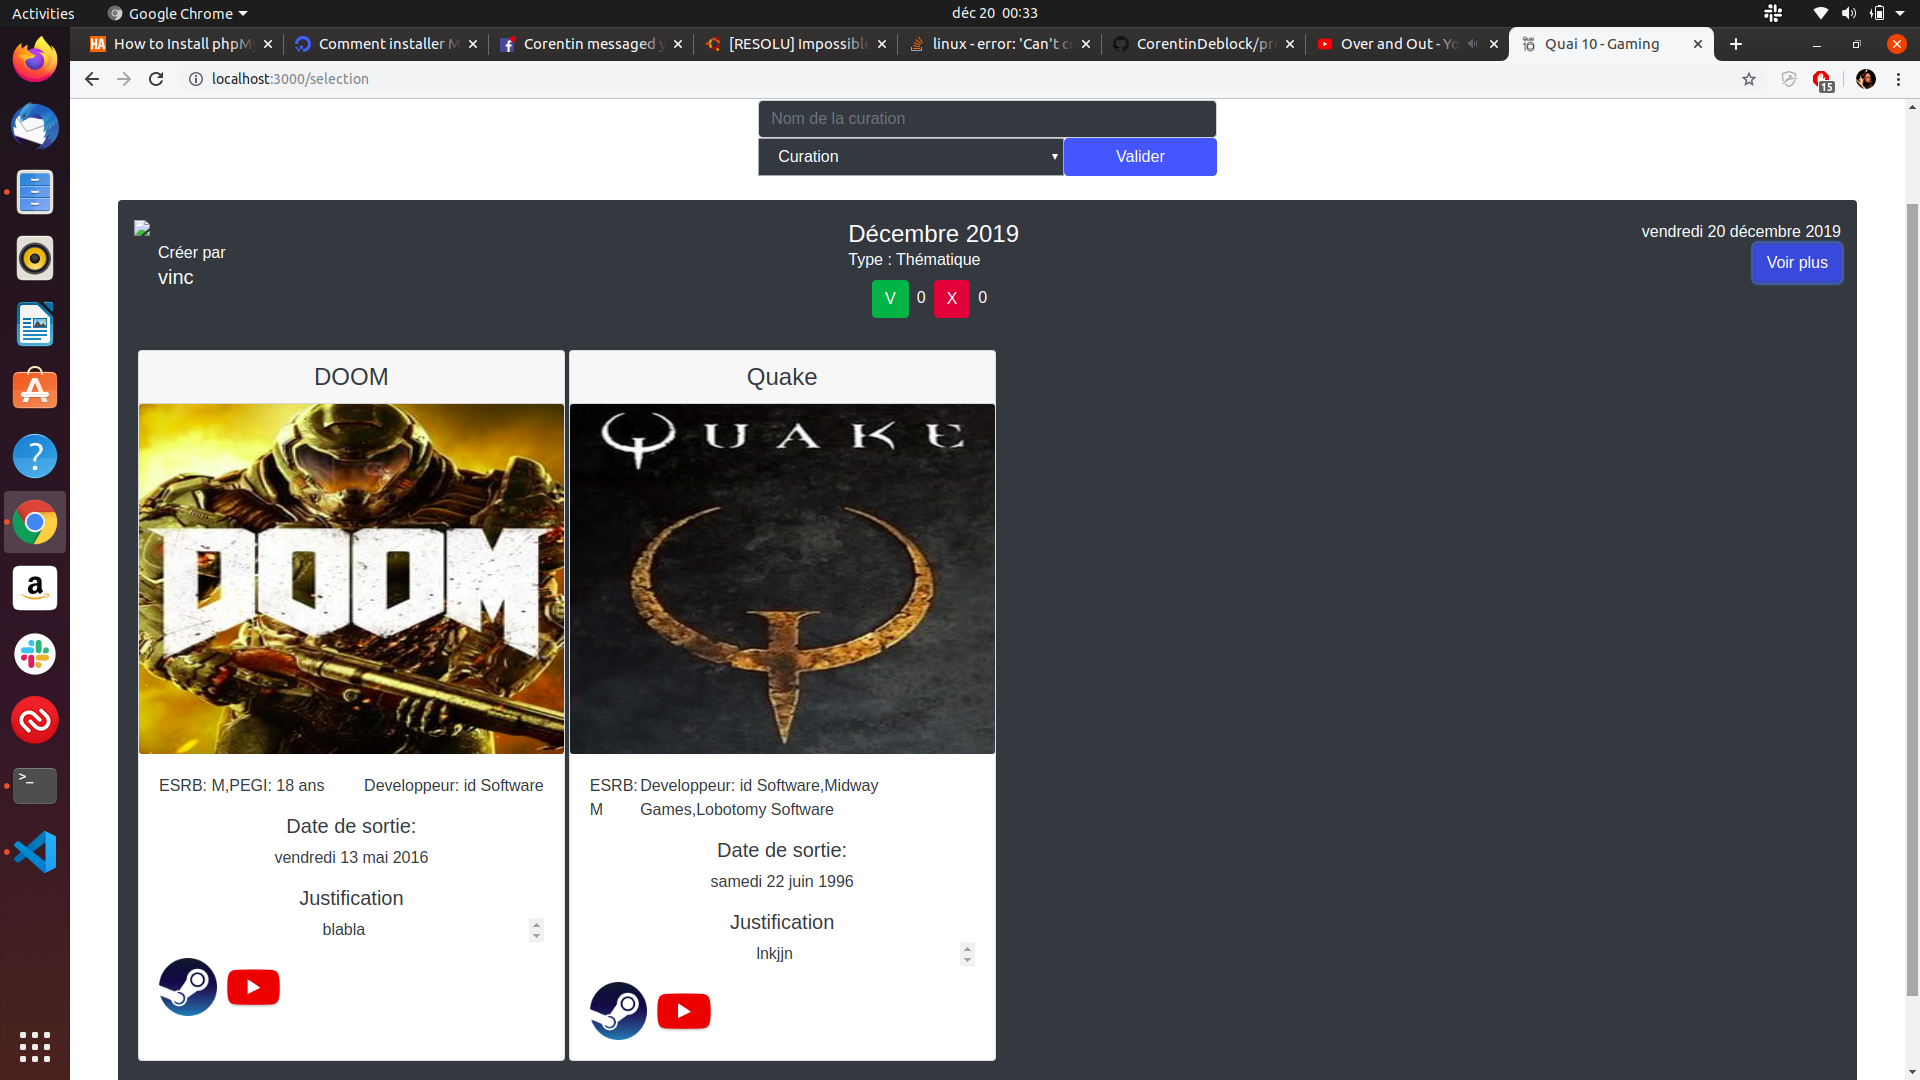 Activities
Google Chrome
déc 20 00:33
How to Install phpMy
Comment installer M
Corentin messaged y
[RESOLU] Impossible
linux - error: 'Can't co
CorentinDeblock/pro
Over and Out - Yo
Quai 10 - Gaming
localhost:3000/selection
15
Nom de la curation
Curation
Valider
Créer par
vinc
Décembre 2019
Type : Thématique
V 0 X 0
vendredi 20 décembre 2019
Voir plus
DOOM
DOOM
ESRB: M,PEGI: 18 ans
Developpeur: id Software
Date de sortie:
vendredi 13 mai 2016
Justification
blabla
Quake
QUAKE
ESRB:
M
Developpeur: id Software,Midway
Games,Lobotomy Software
Date de sortie:
samedi 22 juin 1996
Justification
lnkjjn